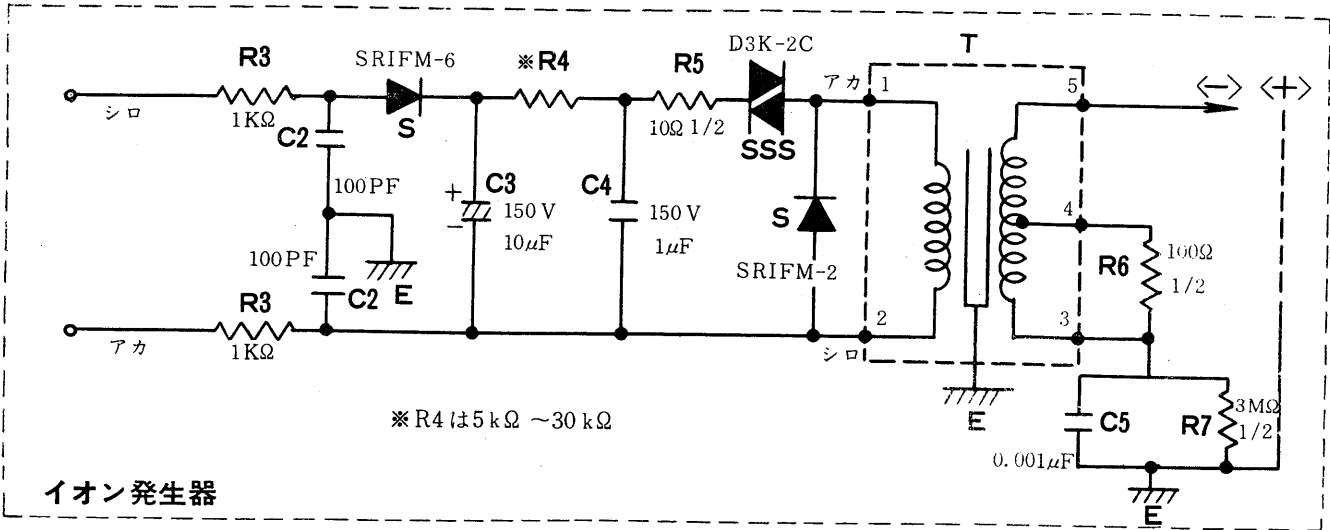 T
D3K-2C
R3
SRIFM-6
※R4
R5
アカ
1
5
<−>
<+>
シロ
1KΩ
C2
S
10Ω 1/2
SSS
100PF
+
−
C3
150V
10μF
C4
150V
1μF
S
4
R6
100Ω
1/2
100PF
E
SRIFM-2
R3
C2
2
3
アカ
1KΩ
シロ
E
※R4は5kΩ ～30kΩ
C5
R7
3MΩ
1/2
0.001μF
E
イオン発生器